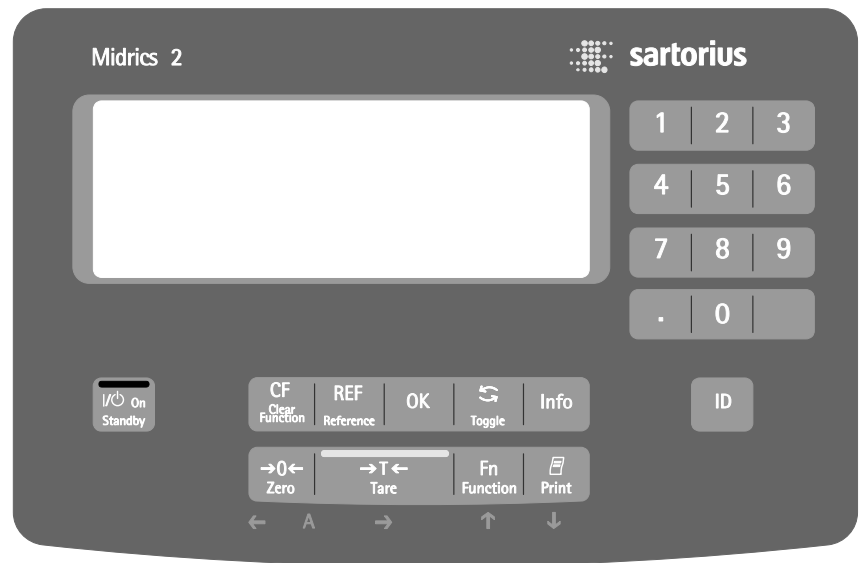 Midrics 2
sartorius
1 2 3
4 5 6
7 8 9
. 0
I/⏻ On
Standby
CF
Clear
Function
REF
Reference
OK
Toggle
Info
ID
→0←
Zero
→T←
Tare
Fn
Function
Print
← A → ↑ ↓